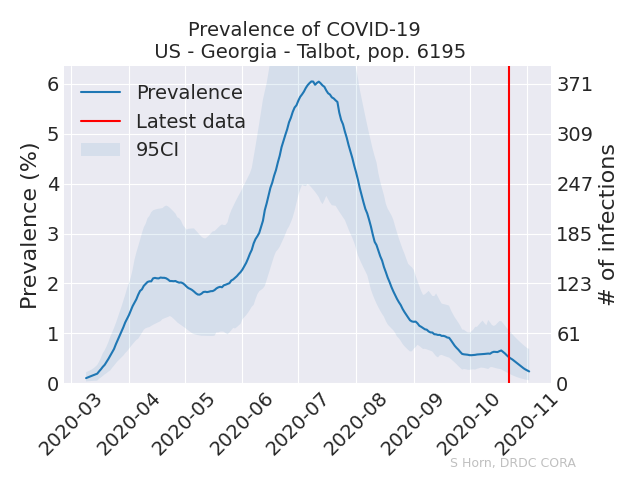 Prevalence of COVID-19
US - Georgia - Talbot, pop. 6195
Prevalence
Latest data
95CI
Prevalence (%)
6
5
4
3
2
1
0
371
309
247
185
123
61
0
# of infections
2020-03
2020-04
2020-05
2020-06
2020-07
2020-08
2020-09
2020-10
2020-11
S Horn, DRDC CORA